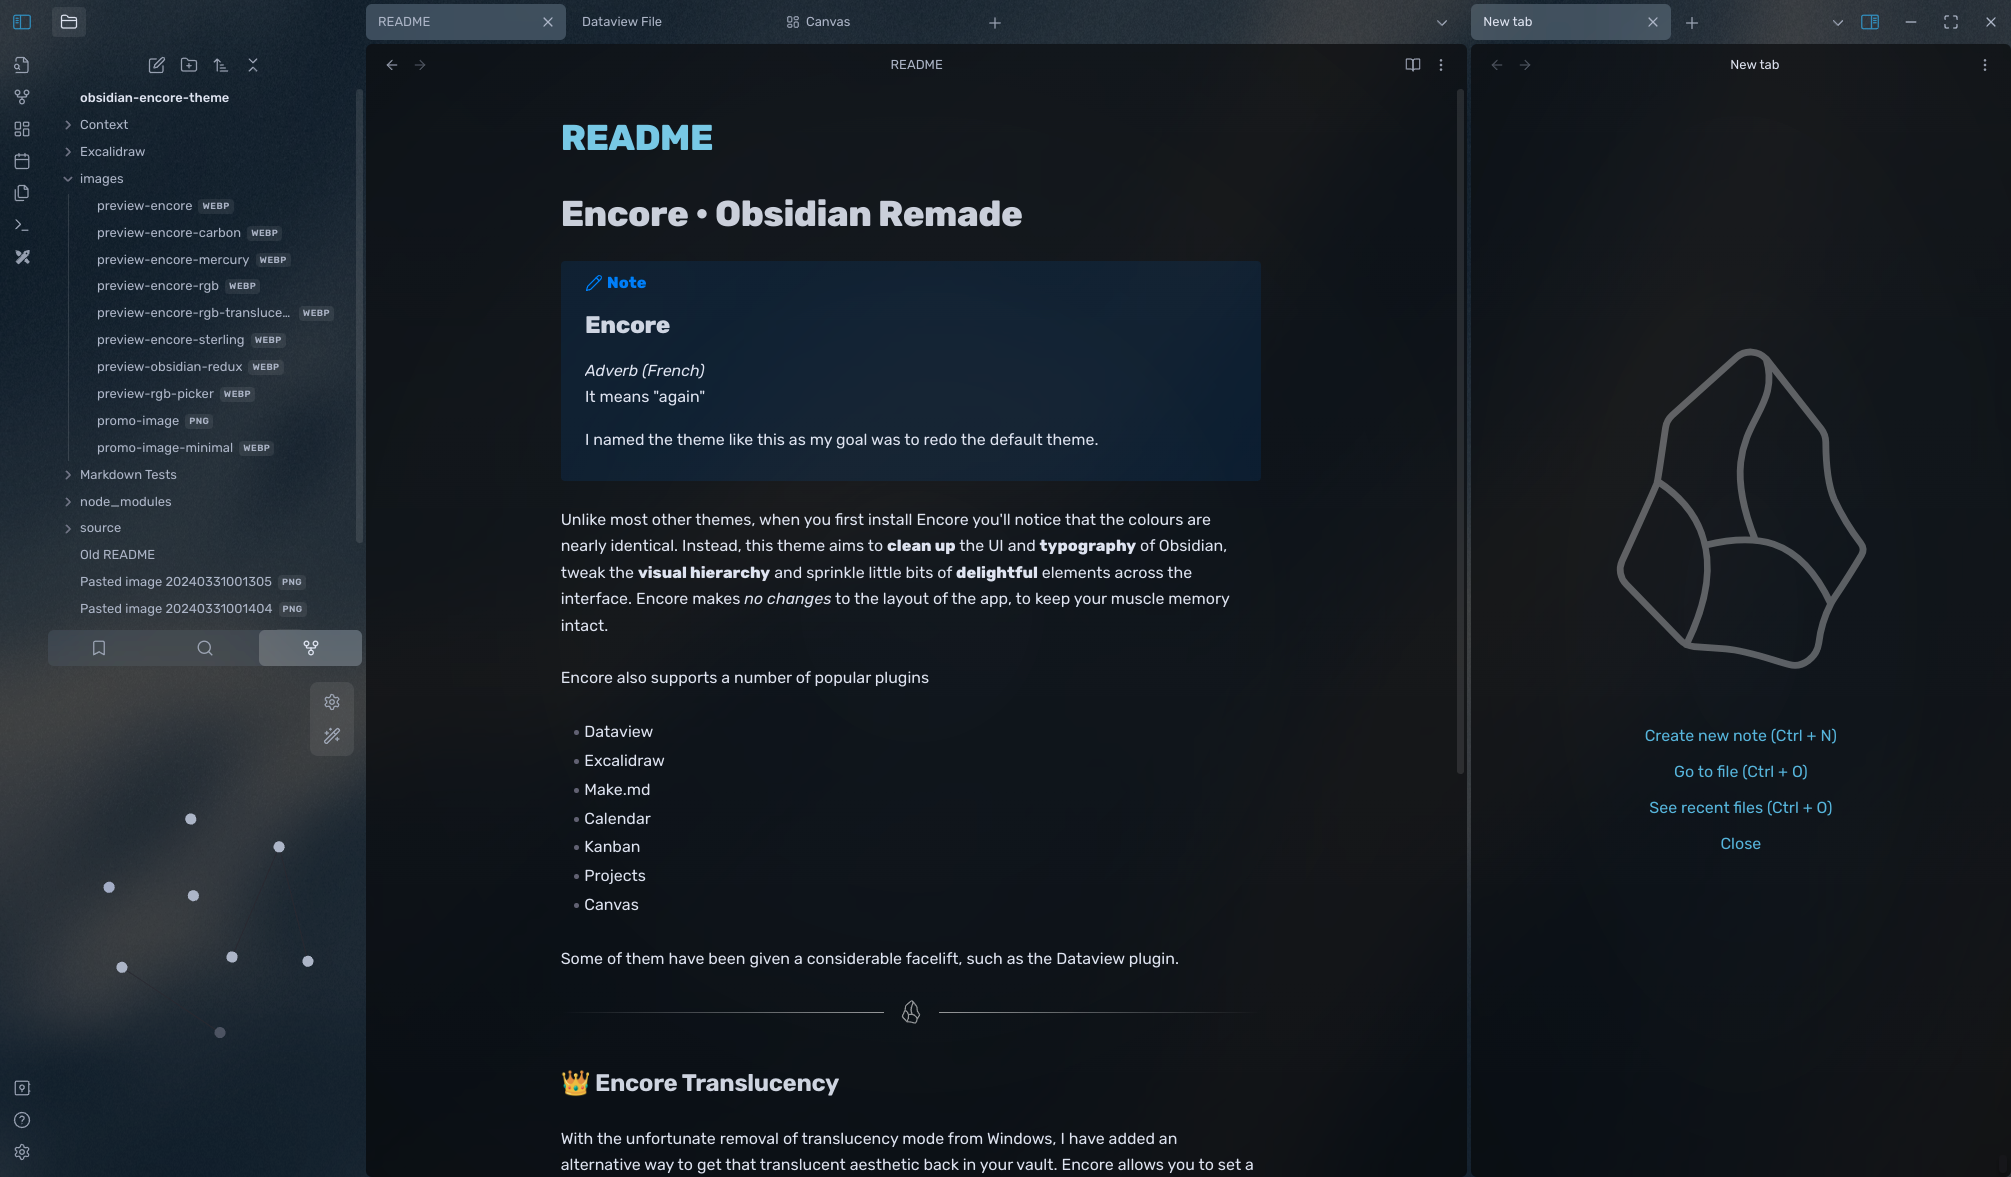 README
Dataview File
Canvas
New tab
obsidian-encore-theme
Context
Excalidraw
images
preview-encore WEBP
preview-encore-carbon WEBP
preview-encore-mercury WEBP
preview-encore-rgb WEBP
preview-encore-rgb-transluce... WEBP
preview-encore-sterling WEBP
preview-obsidian-redux WEBP
preview-rgb-picker WEBP
promo-image PNG
promo-image-minimal WEBP
Markdown Tests
node_modules
source
Old README
Pasted image 20240331001305 PNG
Pasted image 20240331001404 PNG
README
README
Encore • Obsidian Remade
Note
Encore
Adverb (French)
It means "again"
I named the theme like this as my goal was to redo the default theme.
Unlike most other themes, when you first install Encore you'll notice that the colours are
nearly identical. Instead, this theme aims to clean up the UI and typography of Obsidian,
tweak the visual hierarchy and sprinkle little bits of delightful elements across the
interface. Encore makes no changes to the layout of the app, to keep your muscle memory
intact.
Encore also supports a number of popular plugins
• Dataview
• Excalidraw
• Make.md
• Calendar
• Kanban
• Projects
• Canvas
Some of them have been given a considerable facelift, such as the Dataview plugin.
👑 Encore Translucency
With the unfortunate removal of translucency mode from Windows, I have added an
alternative way to get that translucent aesthetic back in your vault. Encore allows you to set a
New tab
Create new note (Ctrl + N)
Go to file (Ctrl + O)
See recent files (Ctrl + O)
Close